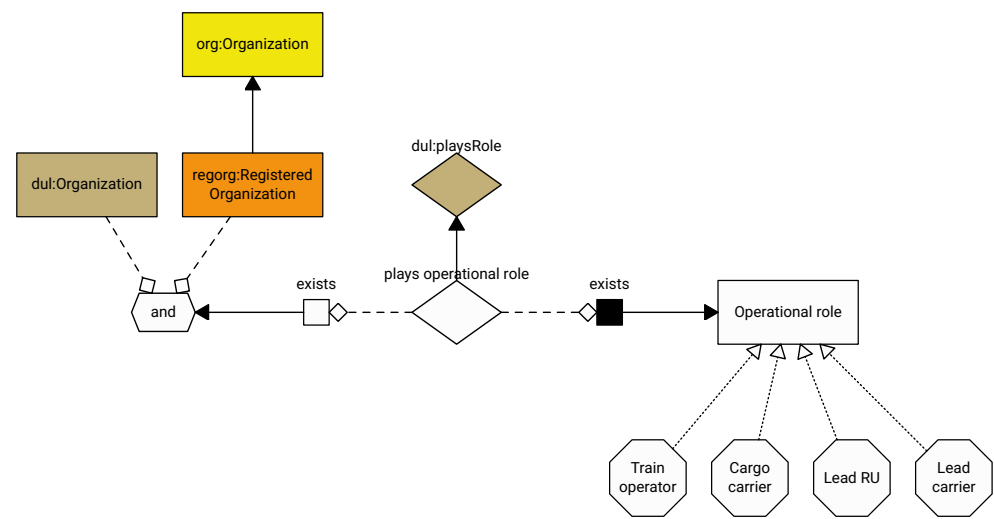 org:Organization
dul:Organization
regorg:Registered
Organization
dul:playsRole
plays operational role
exists
exists
and
Operational role
Train
operator
Cargo
carrier
Lead RU
Lead
carrier